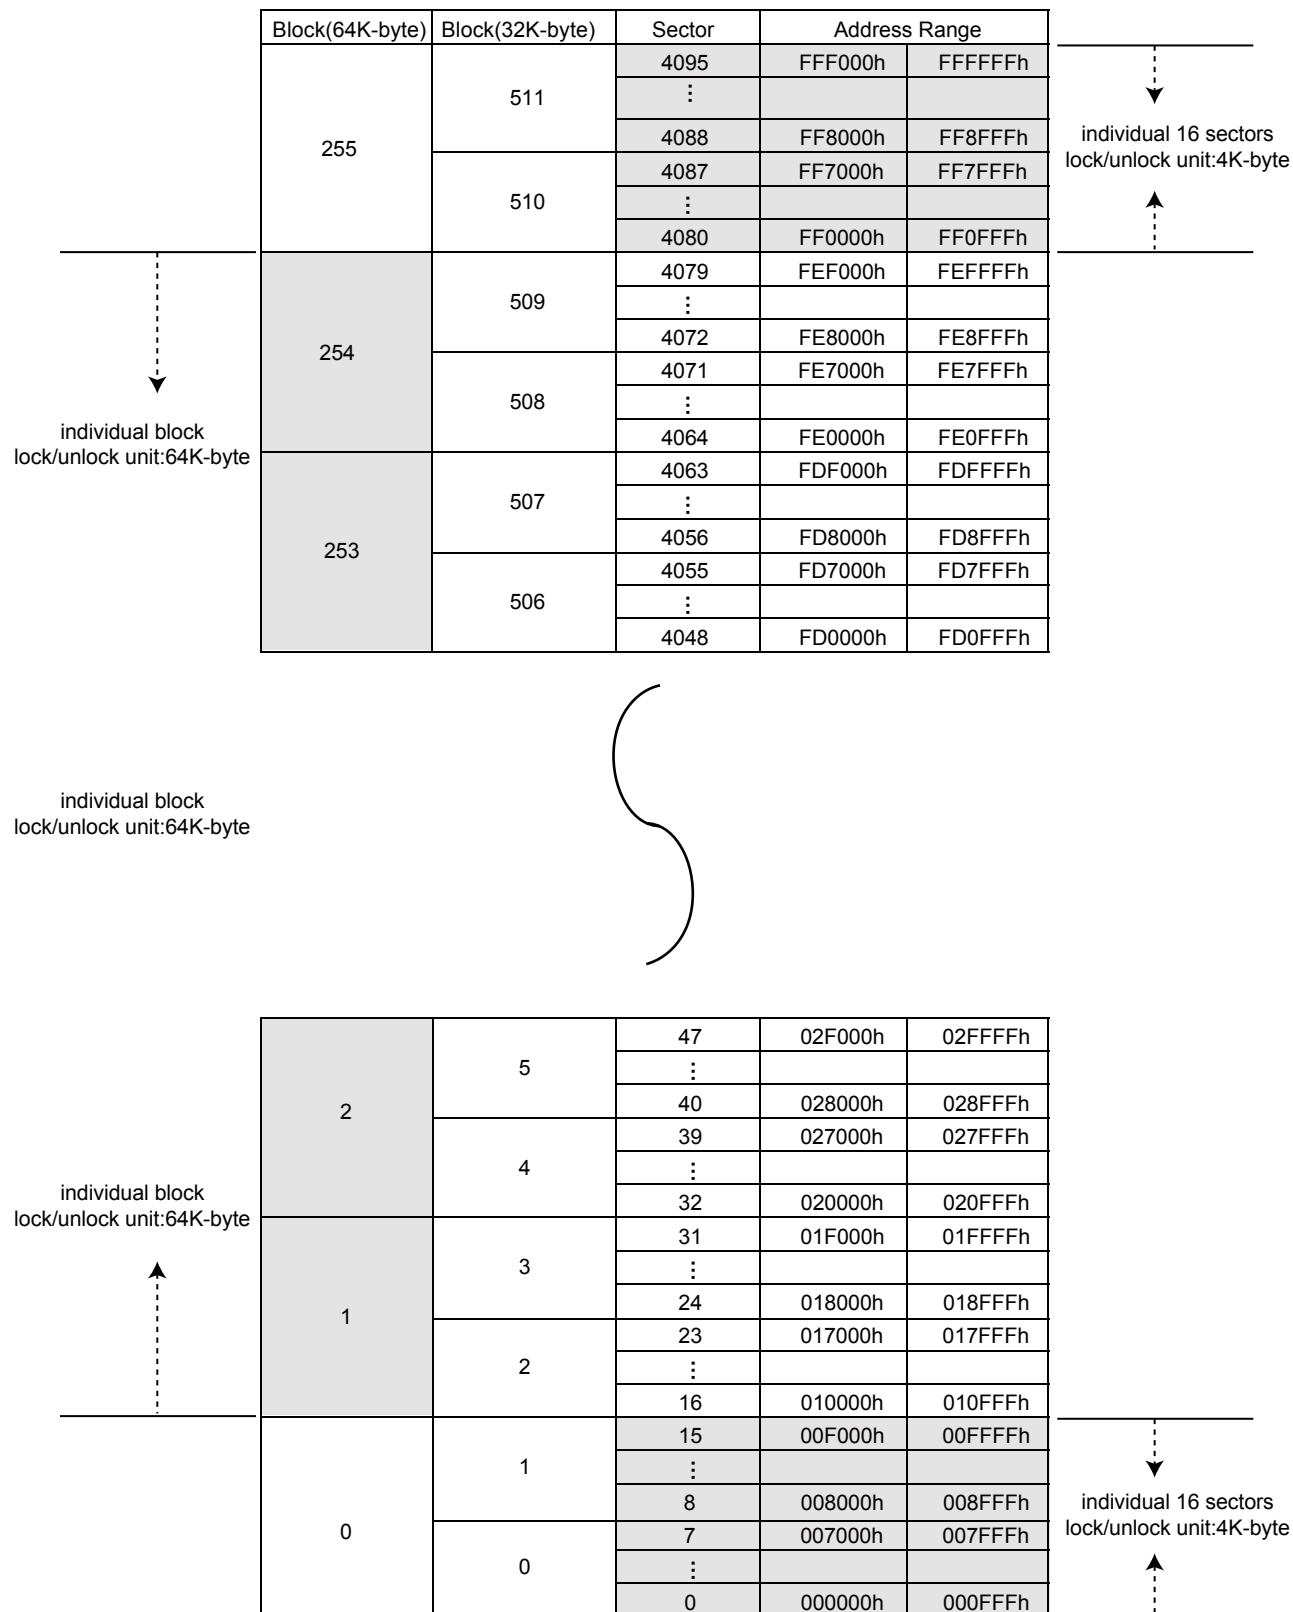 Block(64K-byte) Block(32K-byte) Sector Address Range
255
511
4095 FFF000h FFFFFFh
⋮
4088 FF8000h FF8FFFh
510
4087 FF7000h FF7FFFh
⋮
4080 FF0000h FF0FFFh
individual 16 sectors
lock/unlock unit:4K-byte
254
509
4079 FEF000h FEFFFFh
⋮
4072 FE8000h FE8FFFh
508
4071 FE7000h FE7FFFh
⋮
4064 FE0000h FE0FFFh
individual block
lock/unlock unit:64K-byte
253
507
4063 FDF000h FDFFFFh
⋮
4056 FD8000h FD8FFFh
506
4055 FD7000h FD7FFFh
⋮
4048 FD0000h FD0FFFh
individual block
lock/unlock unit:64K-byte
2
5
47 02F000h 02FFFFh
⋮
40 028000h 028FFFh
4
39 027000h 027FFFh
⋮
32 020000h 020FFFh
individual block
lock/unlock unit:64K-byte
1
3
31 01F000h 01FFFFh
⋮
24 018000h 018FFFh
2
23 017000h 017FFFh
⋮
16 010000h 010FFFh
0
1
15 00F000h 00FFFFh
⋮
8 008000h 008FFFh
0
7 007000h 007FFFh
⋮
0 000000h 000FFFh
individual 16 sectors
lock/unlock unit:4K-byte